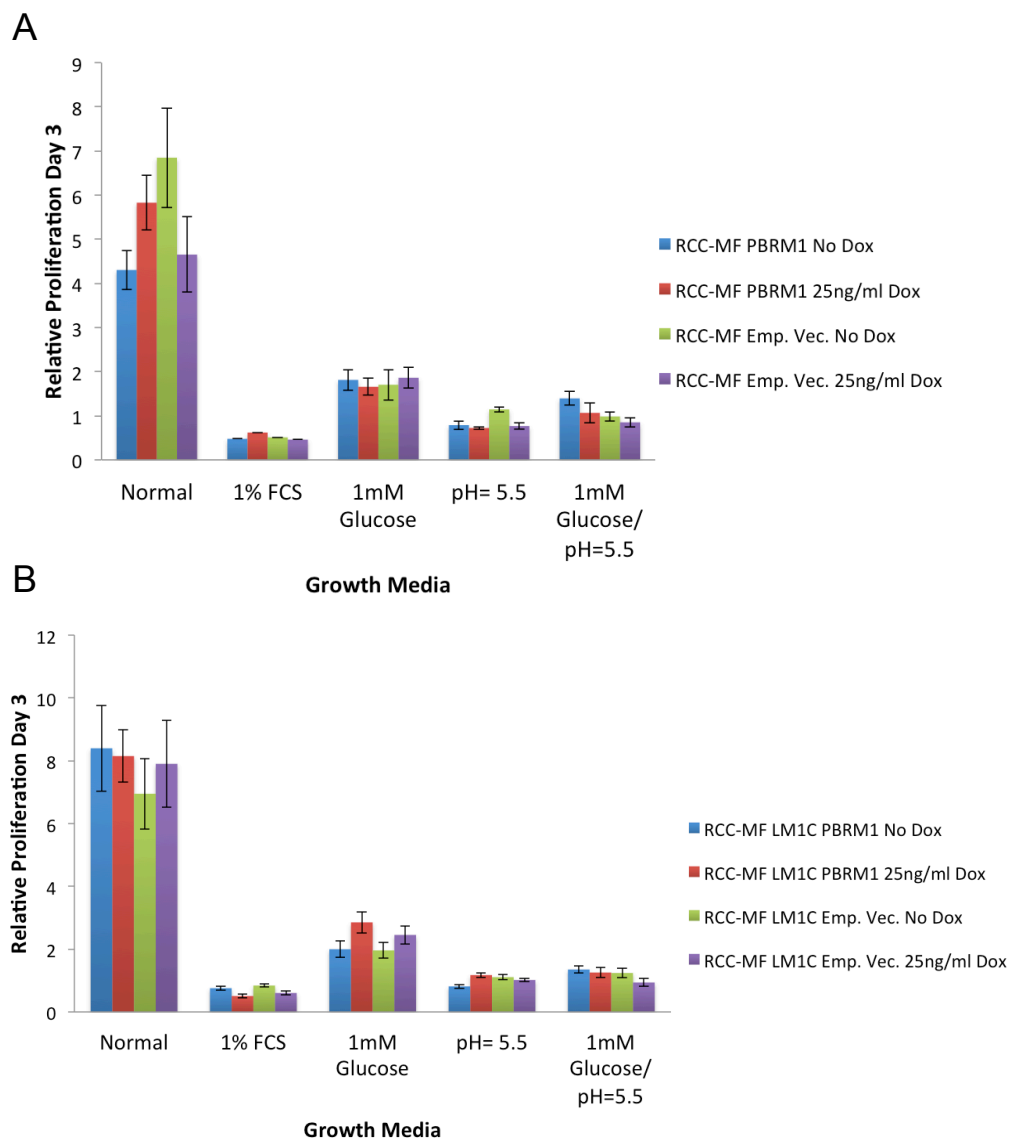 A
9
8
7
6
5
4
3
2
1
0
Relative Proliferation Day 3
Normal
1% FCS
1mM
Glucose
pH= 5.5
1mM
Glucose/
pH=5.5
Growth Media
RCC-MF PBRM1 No Dox
RCC-MF PBRM1 25ng/ml Dox
RCC-MF Emp. Vec. No Dox
RCC-MF Emp. Vec. 25ng/ml Dox
B
12
10
8
6
4
2
0
Relative Proliferation Day 3
Normal
1% FCS
1mM
Glucose
pH= 5.5
1mM
Glucose/
pH=5.5
Growth Media
RCC-MF LM1C PBRM1 No Dox
RCC-MF LM1C PBRM1 25ng/ml Dox
RCC-MF LM1C Emp. Vec. No Dox
RCC-MF LM1C Emp. Vec. 25ng/ml Dox